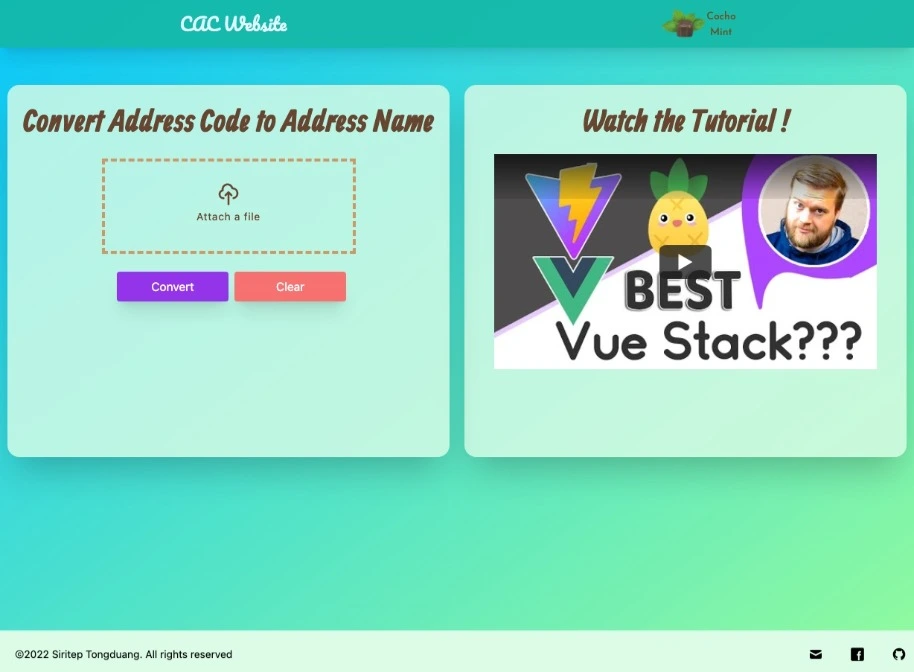 CAC Website
Cocho
Mint
Convert Address Code to Address Name
Attach a file
Convert
Clear
Watch the Tutorial !
BEST
Vue Stack???
©2022 Siritep Tongduang. All rights reserved